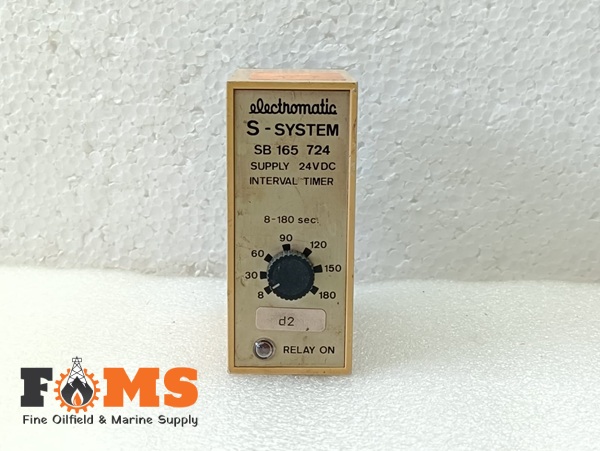 electromatic
S-SYSTEM
SB 165 724
SUPPLY 24VDC
INTERVAL TIMER
8-180 sec.
90
60 120
30 150
8 180
d2
RELAY ON
FOMS
Fine Oilfield & Marine Supply